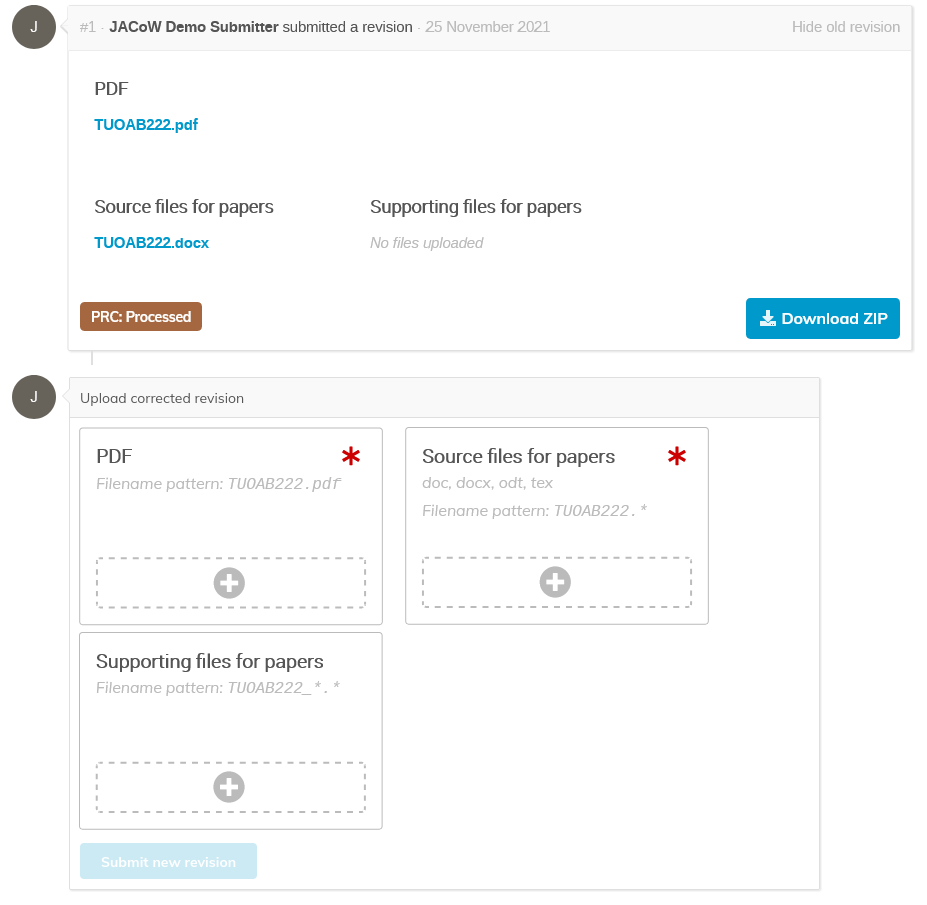 J
#1 · JACoW Demo Submitter submitted a revision · 25 November 2021
Hide old revision
PDF
TUOAB222.pdf
Source files for papers
TUOAB222.docx
Supporting files for papers
No files uploaded
PRC: Processed
Download ZIP
J
Upload corrected revision
PDF *
Filename pattern: TUOAB222.pdf
Source files for papers *
doc, docx, odt, tex
Filename pattern: TUOAB222.*
Supporting files for papers
Filename pattern: TUOAB222_*.*
Submit new revision